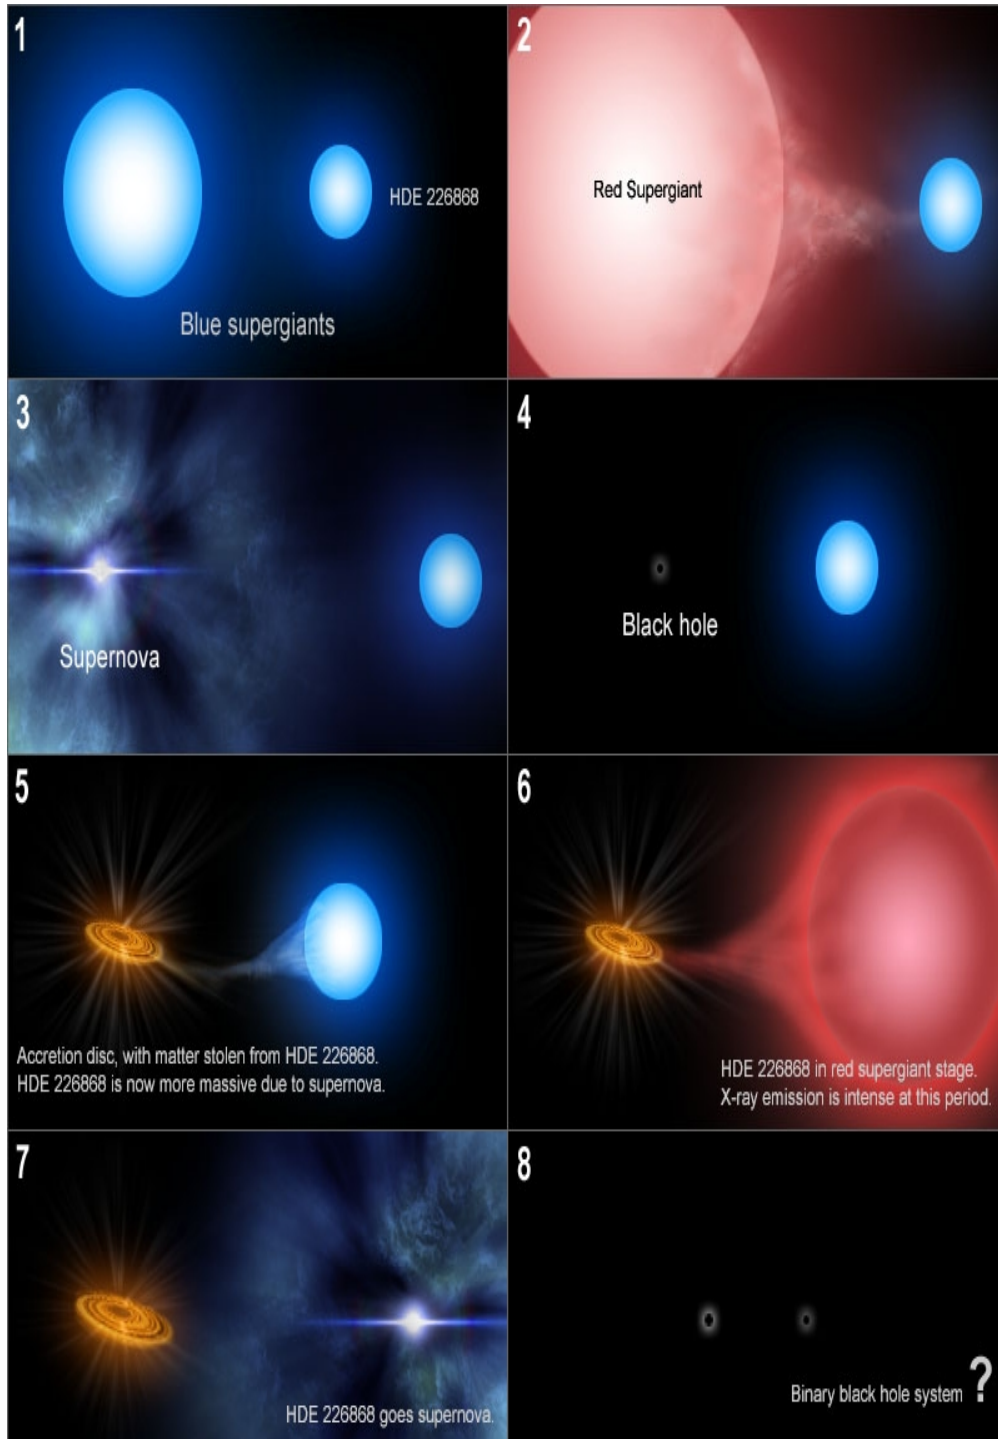 1
HDE 226868
Blue supergiants
2
Red Supergiant
3
Supernova
4
Black hole
5
Accretion disc, with matter stolen from HDE 226868.
HDE 226868 is now more massive due to supernova.
6
HDE 226868 in red supergiant stage.
X-ray emission is intense at this period.
7
HDE 226868 goes supernova.
8
Binary black hole system ?